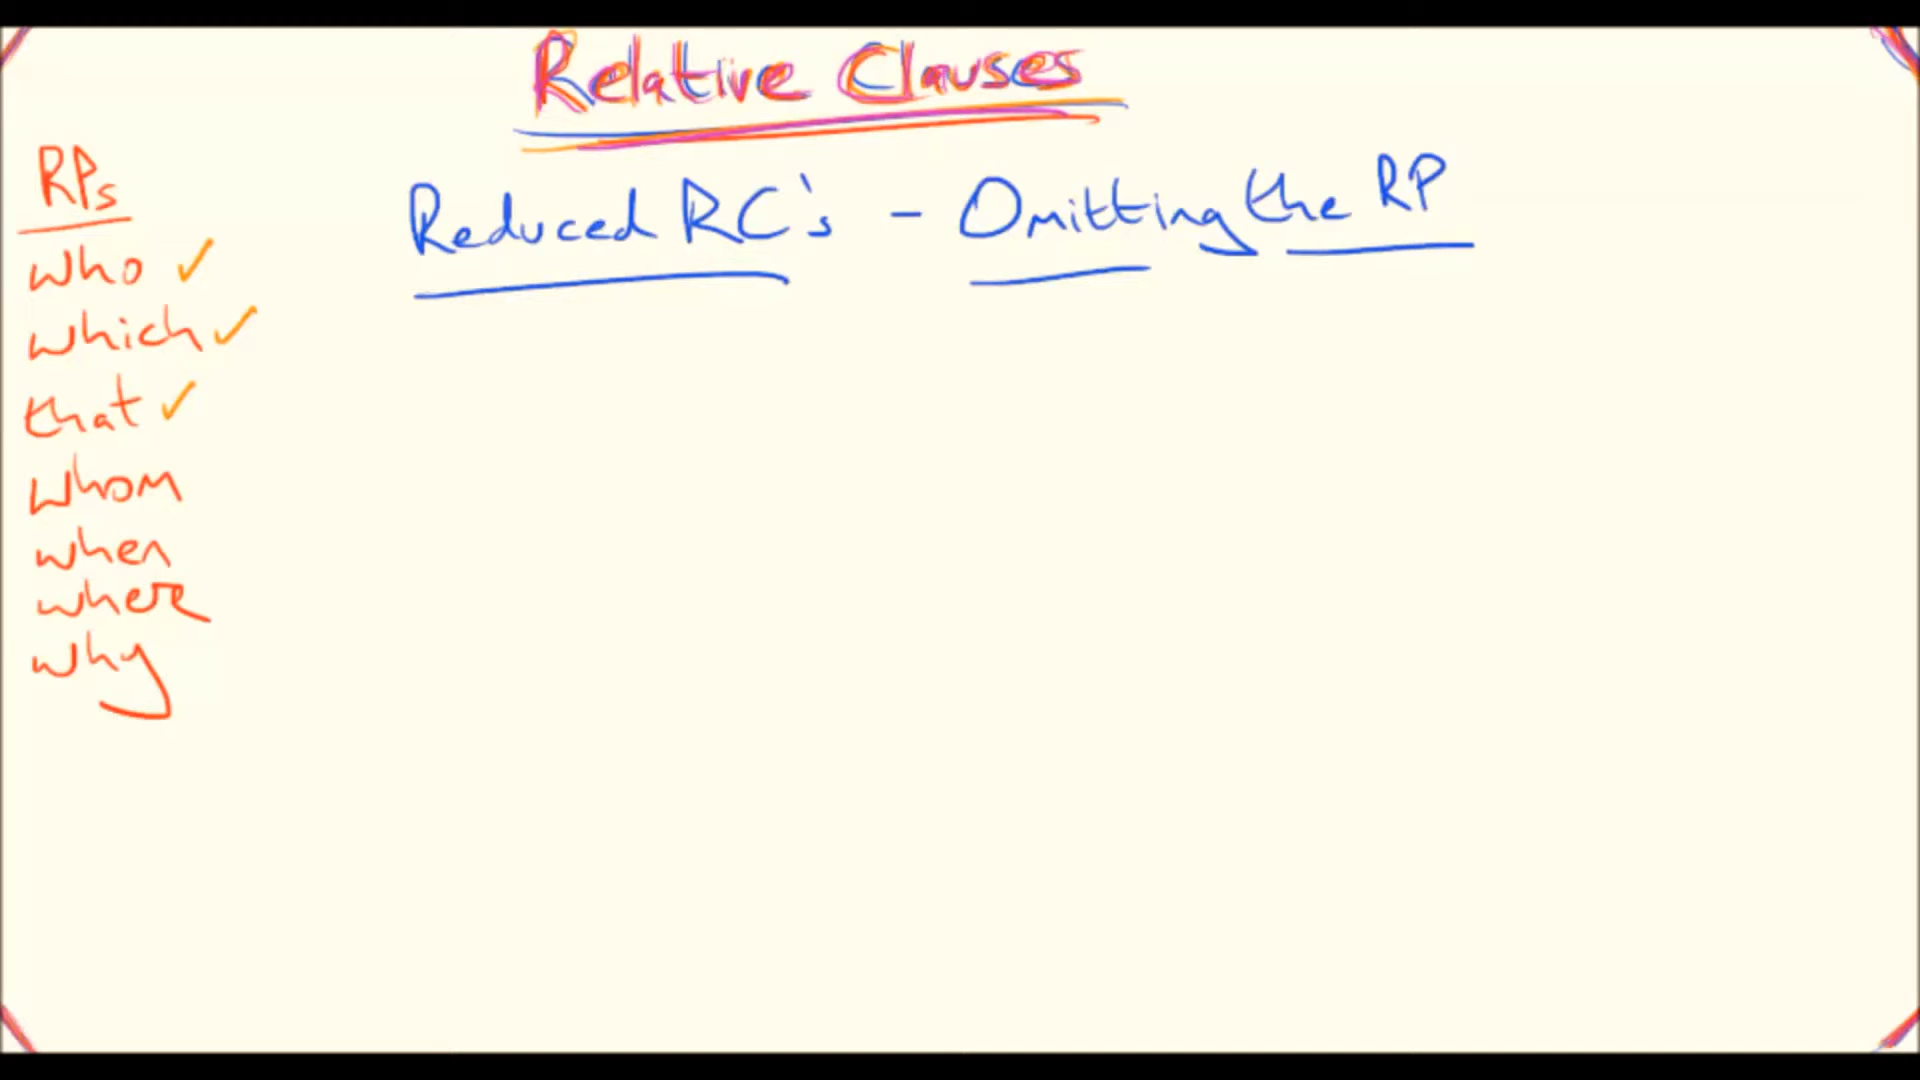 Relative Clauses
Reduced RC's - Omitting the RP
RPs
who ✓
which ✓
that ✓
whom
when
where
why